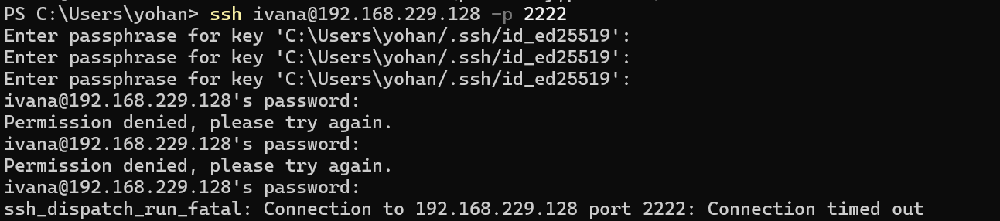 PS C:\Users\yohan> ssh ivana@192.168.229.128 -p 2222
Enter passphrase for key 'C:\Users\yohan/.ssh/id_ed25519':
Enter passphrase for key 'C:\Users\yohan/.ssh/id_ed25519':
Enter passphrase for key 'C:\Users\yohan/.ssh/id_ed25519':
ivana@192.168.229.128's password:
Permission denied, please try again.
ivana@192.168.229.128's password:
Permission denied, please try again.
ivana@192.168.229.128's password:
ssh_dispatch_run_fatal: Connection to 192.168.229.128 port 2222: Connection timed out